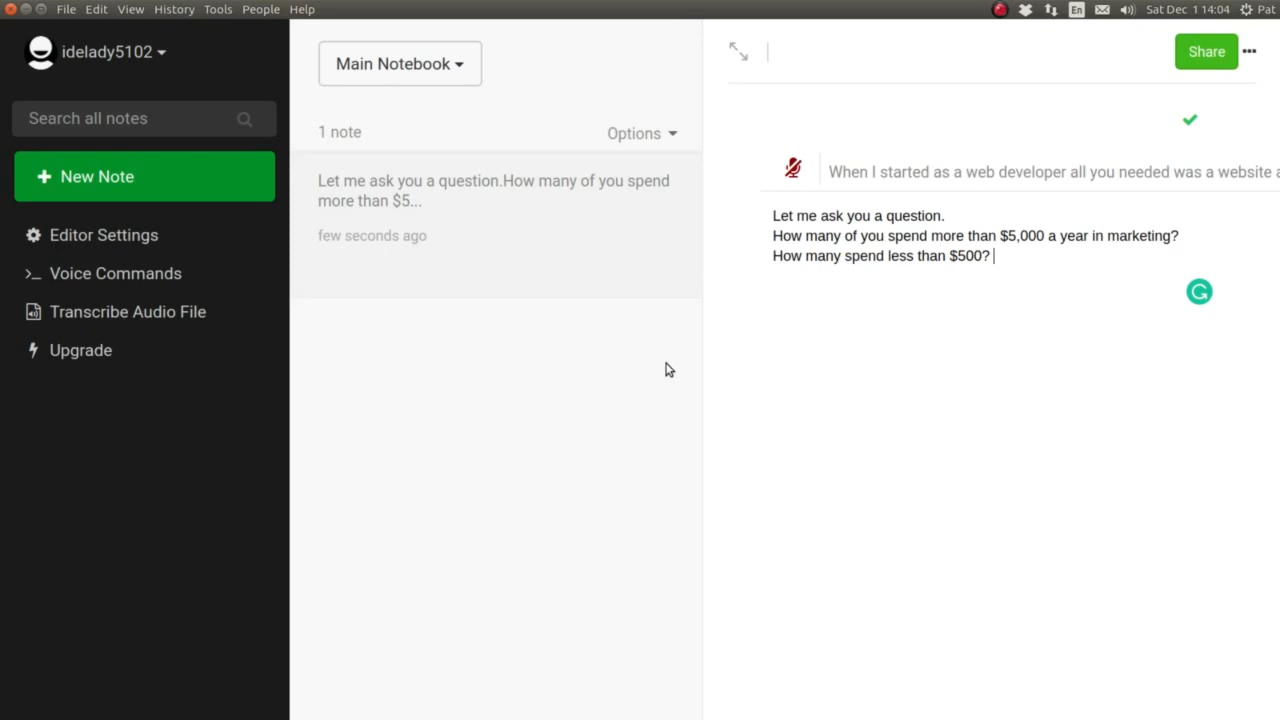 File Edit View History Tools People Help
En Sat Dec 1 14:04 Pat
idelady5102
Search all notes
New Note
Editor Settings
Voice Commands
Transcribe Audio File
Upgrade
Main Notebook
1 note Options
Let me ask you a question.How many of you spend
more than $5...
few seconds ago
Share
When I started as a web developer all you needed was a website a
Let me ask you a question.
How many of you spend more than $5,000 a year in marketing?
How many spend less than $500?